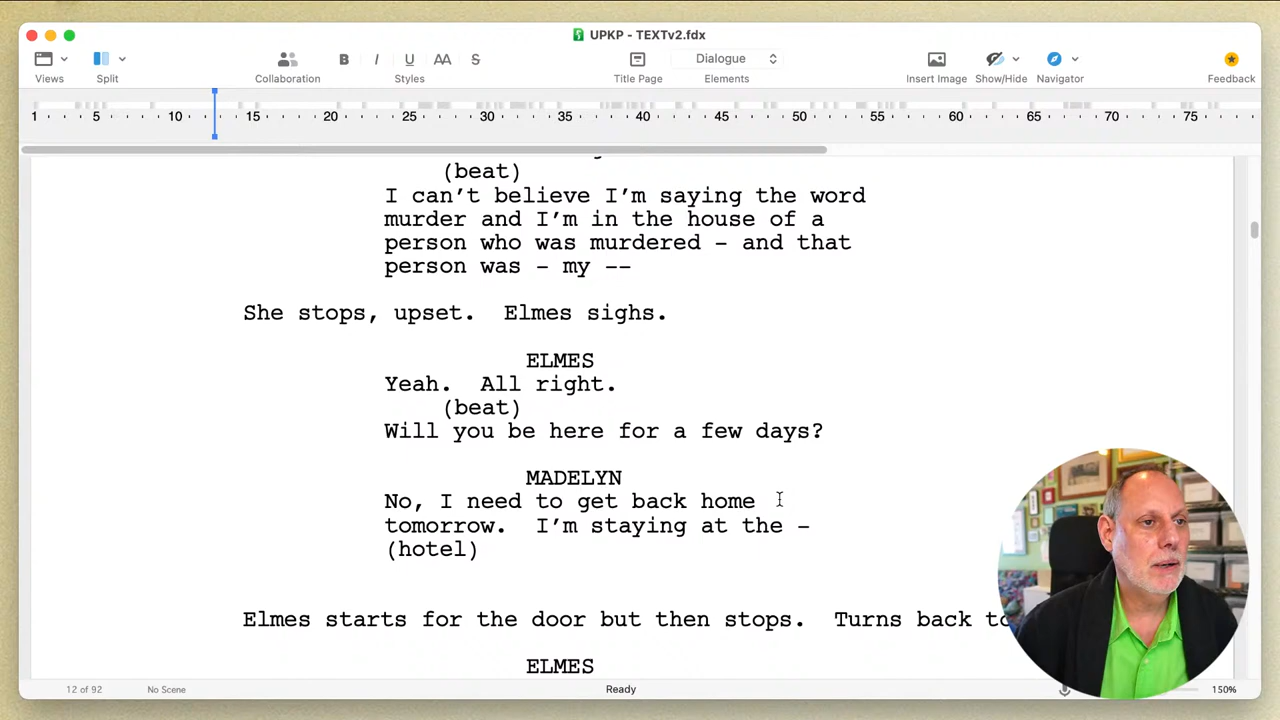 UPKP - TEXTv2.fdx
Views
Split
Collaboration
B I U AA S
Styles
Title Page
Dialogue
Elements
Insert Image
Show/Hide
Navigator
Feedback
1 5 10 15 20 25 30 35 40 45 50 55 60 65 70 75
(beat)
I can’t believe I’m saying the word
murder and I’m in the house of a
person who was murdered – and that
person was – my --
She stops, upset.  Elmes sighs.
ELMES
Yeah.  All right.
(beat)
Will you be here for a few days?
MADELYN
No, I need to get back home
tomorrow.  I’m staying at the –
(hotel)
Elmes starts for the door but then stops.  Turns back to
ELMES
12 of 92
No Scene
Ready
150%